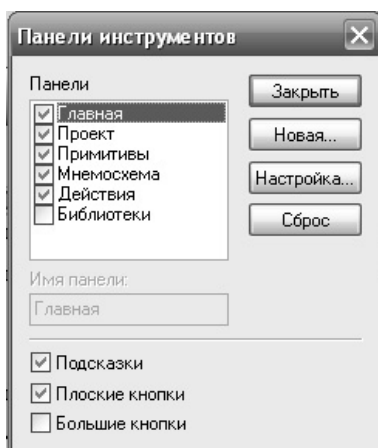 Панели инструментов
Панели
Главная
Проект
Примитивы
Мнемосхема
Действия
Библиотеки
Закрыть
Новая...
Настройка...
Сброс
Имя панели:
Главная
Подсказки
Плоские кнопки
Большие кнопки